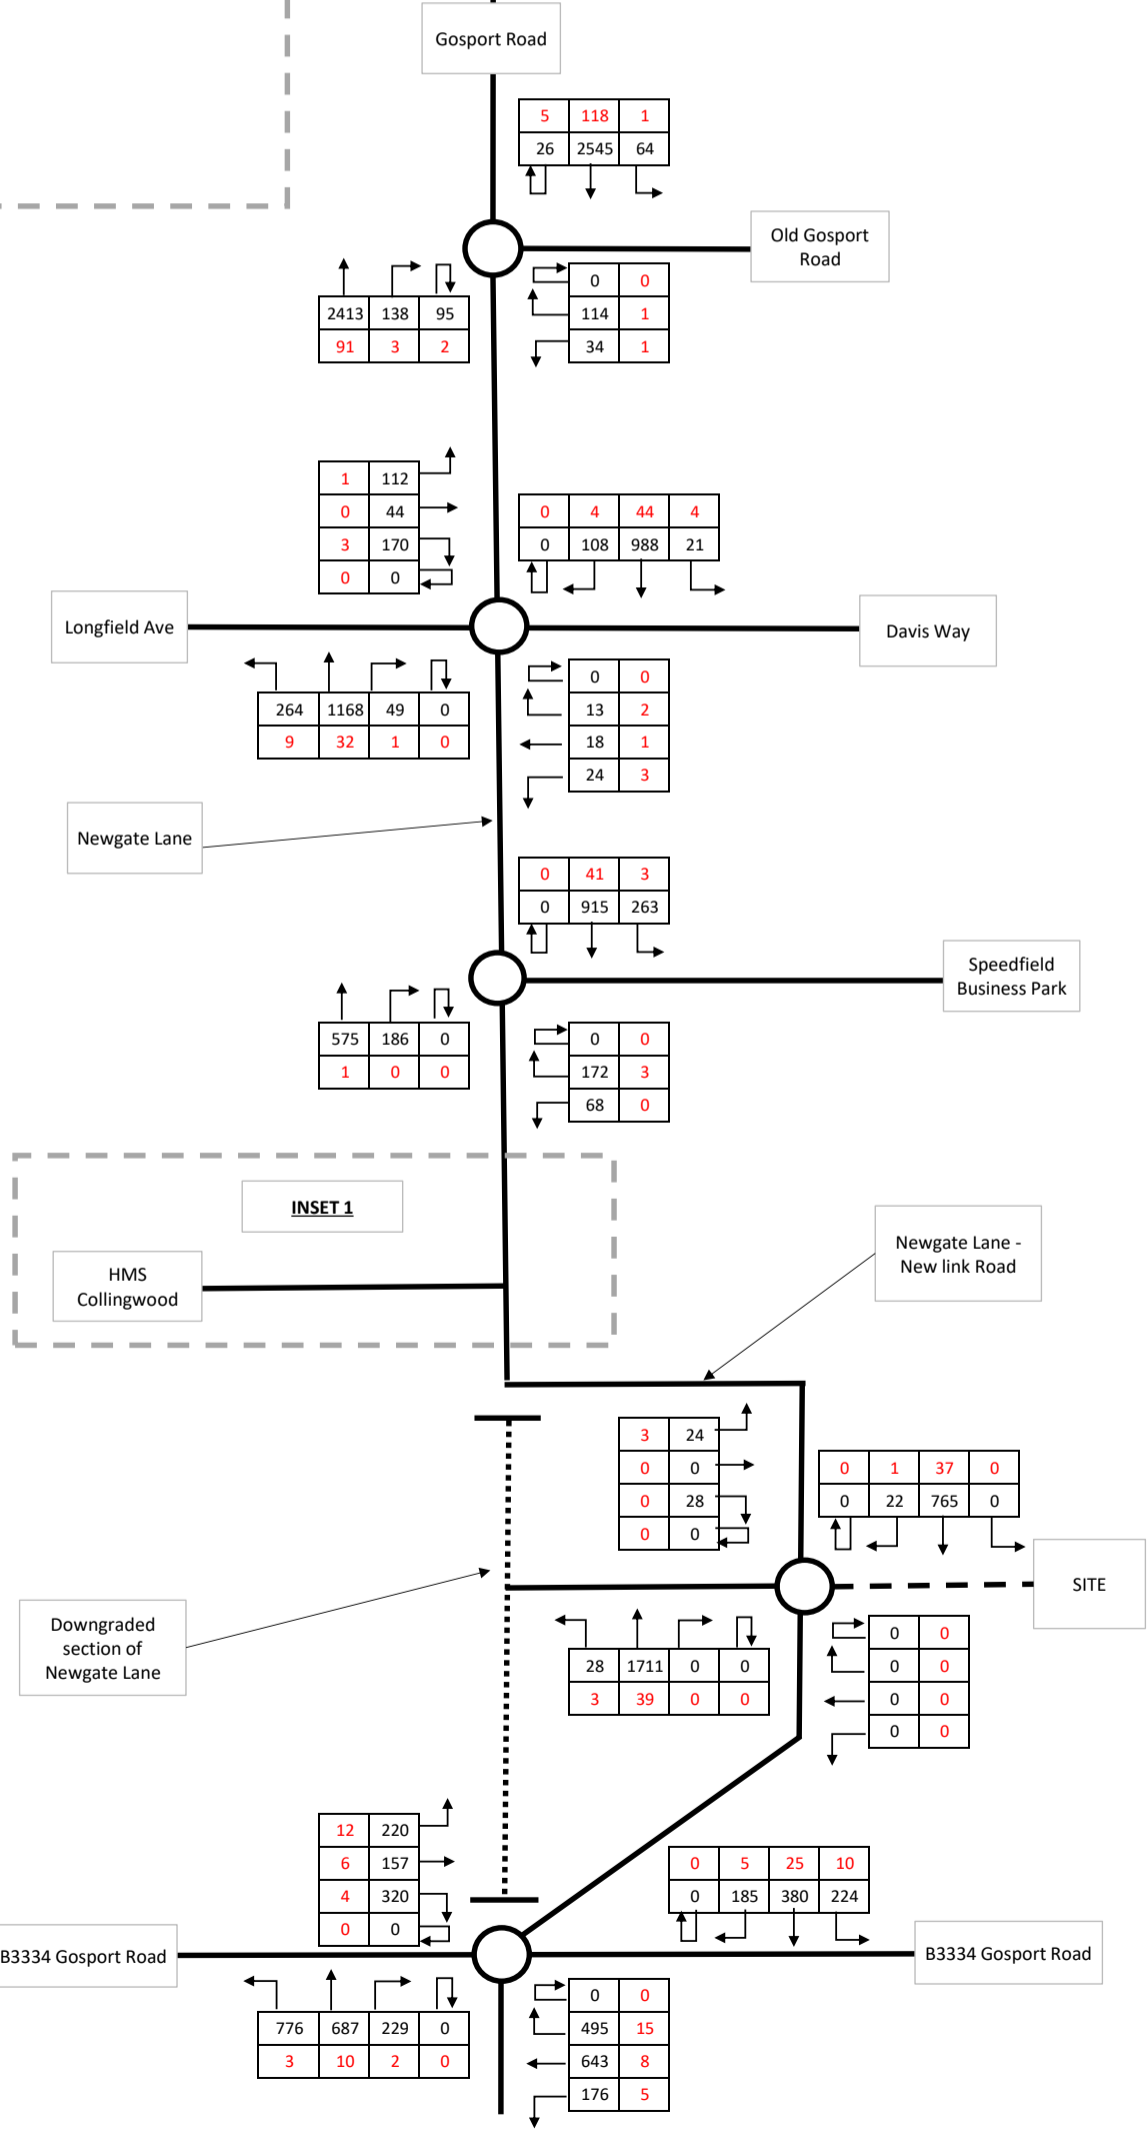 Gosport Road
5 118 1
26 2545 64
Old Gosport
Road
0 0
114 1
34 1
2413 138 95
91 3 2
1 112
0 44
3 170
0 0
0 4 44 4
0 108 988 21
Longfield Ave
Davis Way
264 1168 49 0
9 32 1 0
0 0
13 2
18 1
24 3
Newgate Lane
0 41 3
0 915 263
Speedfield
Business Park
575 186 0
1 0 0
0 0
172 3
68 0
INSET 1
HMS
Collingwood
Newgate Lane -
New link Road
3 24
0 0
0 28
0 0
0 1 37 0
0 22 765 0
SITE
Downgraded
section of
Newgate Lane
28 1711 0 0
3 39 0 0
0 0
0 0
0 0
0 0
12 220
6 157
4 320
0 0
0 5 25 10
0 185 380 224
B3334 Gosport Road
B3334 Gosport Road
776 687 229 0
3 10 2 0
0 0
495 15
643 8
176 5